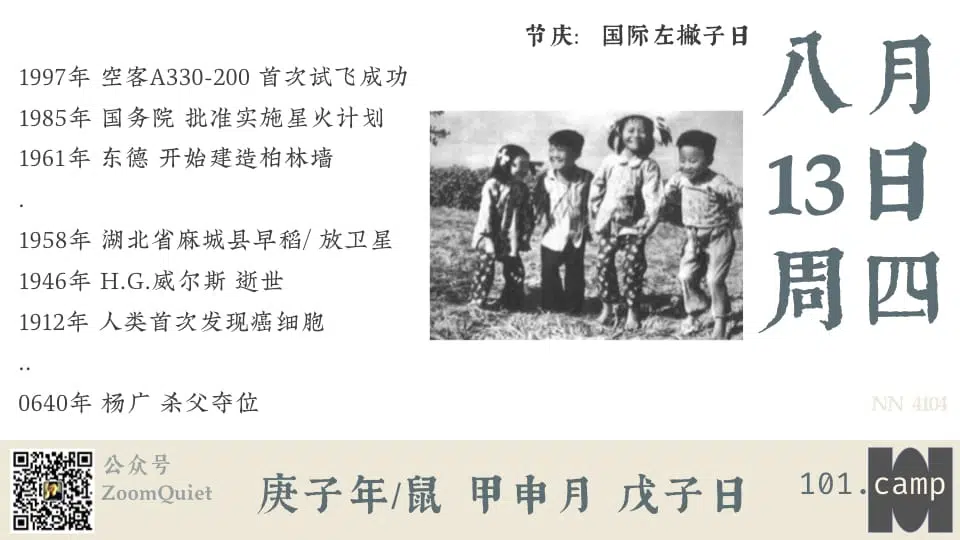 节庆: 国际左撇子日
1997年 空客A330-200 首次试飞成功
1985年 国务院 批准实施星火计划
1961年 东德 开始建造柏林墙
.
1958年 湖北省麻城县早稻/ 放卫星
1946年 H.G.威尔斯 逝世
1912年 人类首次发现癌细胞
..
0640年 杨广 杀父夺位
八月
13日
周四
NN 4104
公众号
ZoomQuiet
庚子年/鼠 甲申月 戊子日
101.camp